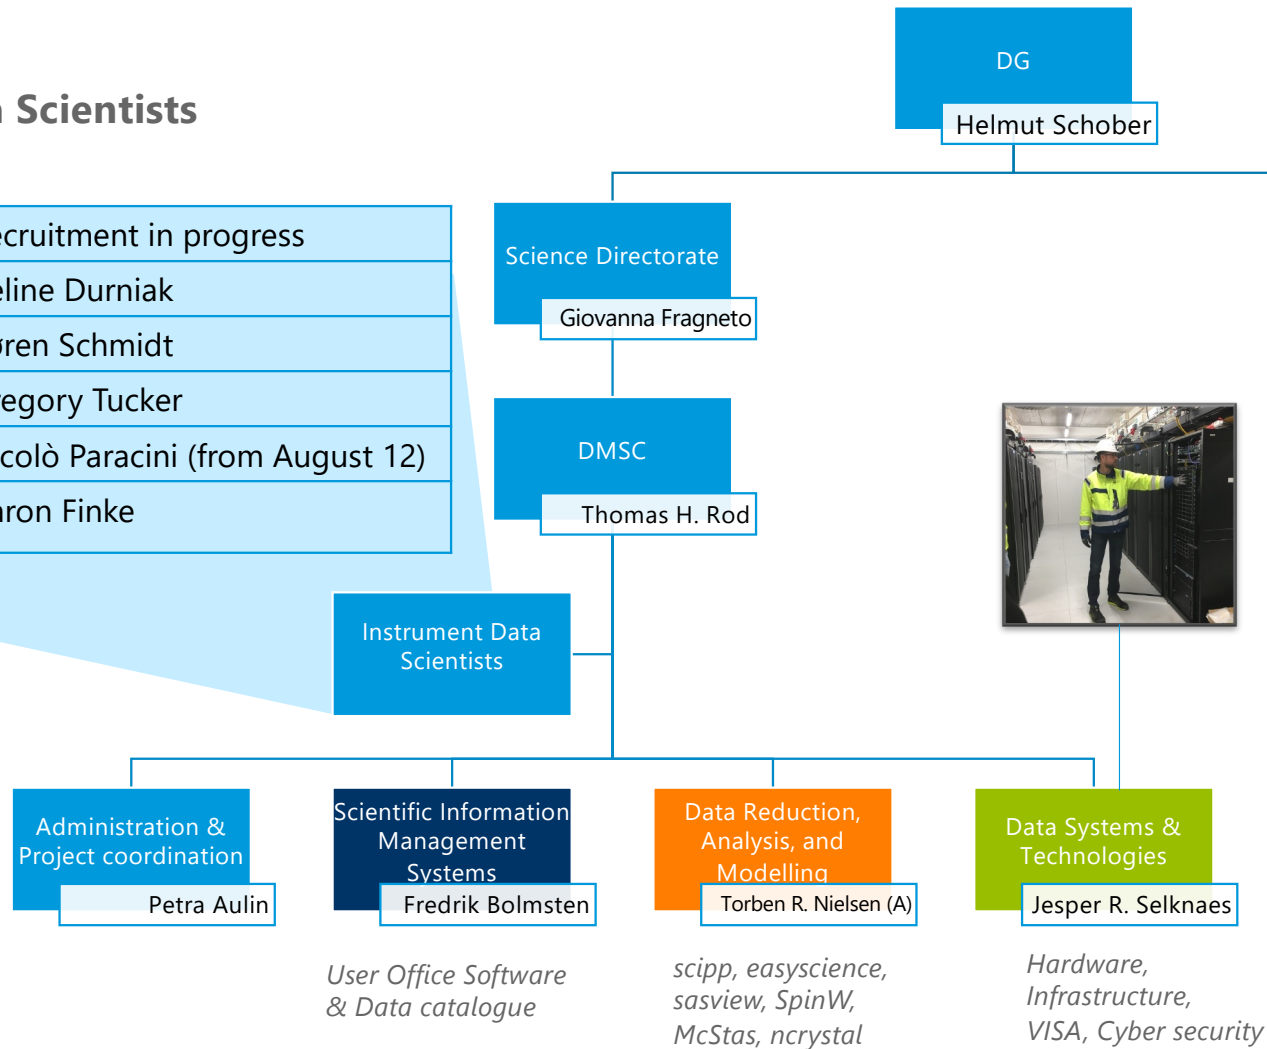 DG
Helmut Schober
Scientists
ecruitment in progress
eline Durniak
øren Schmidt
regory Tucker
colò Paracini (from August 12)
aron Finke
Science Directorate
Giovanna Fragneto
DMSC
Thomas H. Rod
Instrument Data
Scientists
Administration &
Project coordination
Petra Aulin
Scientific Information
Management
Systems
Fredrik Bolmsten
User Office Software
& Data catalogue
Data Reduction,
Analysis, and
Modelling
Torben R. Nielsen (A)
scipp, easyscience,
sasview, SpinW,
McStas, ncrystal
Data Systems &
Technologies
Jesper R. Selknaes
Hardware,
Infrastructure,
VISA, Cyber security